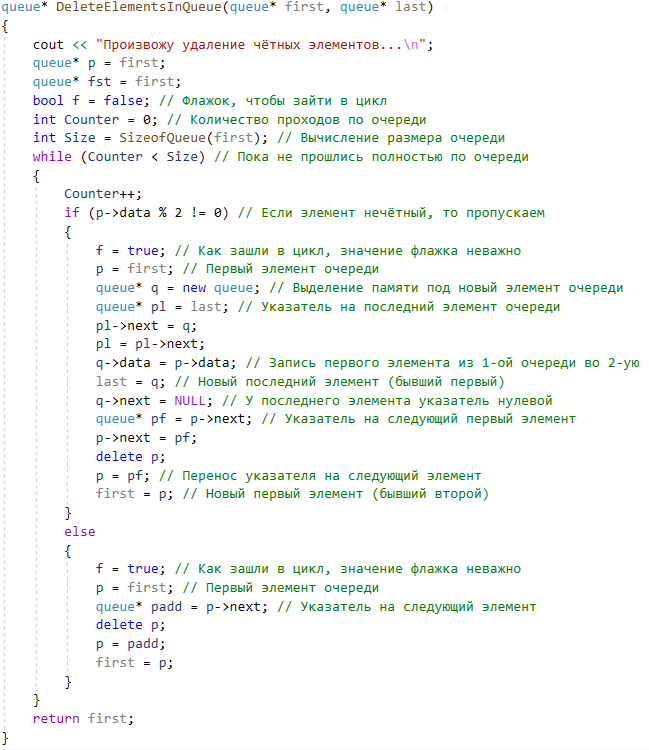 queue* DeleteElementsInQueue(queue* first, queue* last)
{
    cout << "Произвожу удаление чётных элементов...\n";
    queue* p = first;
    queue* fst = first;
    bool f = false; // Флажок, чтобы зайти в цикл
    int Counter = 0; // Количество проходов по очереди
    int Size = SizeofQueue(first); // Вычисление размера очереди
    while (Counter < Size) // Пока не прошлись полностью по очереди
    {
        Counter++;
        if (p->data % 2 != 0) // Если элемент нечётный, то пропускаем
        {
            f = true; // Как зашли в цикл, значение флажка неважно
            p = first; // Первый элемент очереди
            queue* q = new queue; // Выделение памяти под новый элемент очереди
            queue* pl = last; // Указатель на последний элемент очереди
            pl->next = q;
            pl = pl->next;
            q->data = p->data; // Запись первого элемента из 1-ой очереди во 2-ую
            last = q; // Новый последний элемент (бывший первый)
            q->next = NULL; // У последнего элемента указатель нулевой
            queue* pf = p->next; // Указатель на следующий первый элемент
            p->next = pf;
            delete p;
            p = pf; // Перенос указателя на следующий элемент
            first = p; // Новый первый элемент (бывший второй)
        }
        else
        {
            f = true; // Как зашли в цикл, значение флажка неважно
            p = first; // Первый элемент очереди
            queue* padd = p->next; // Указатель на следующий элемент
            delete p;
            p = padd;
            first = p;
        }
    }
    return first;
}